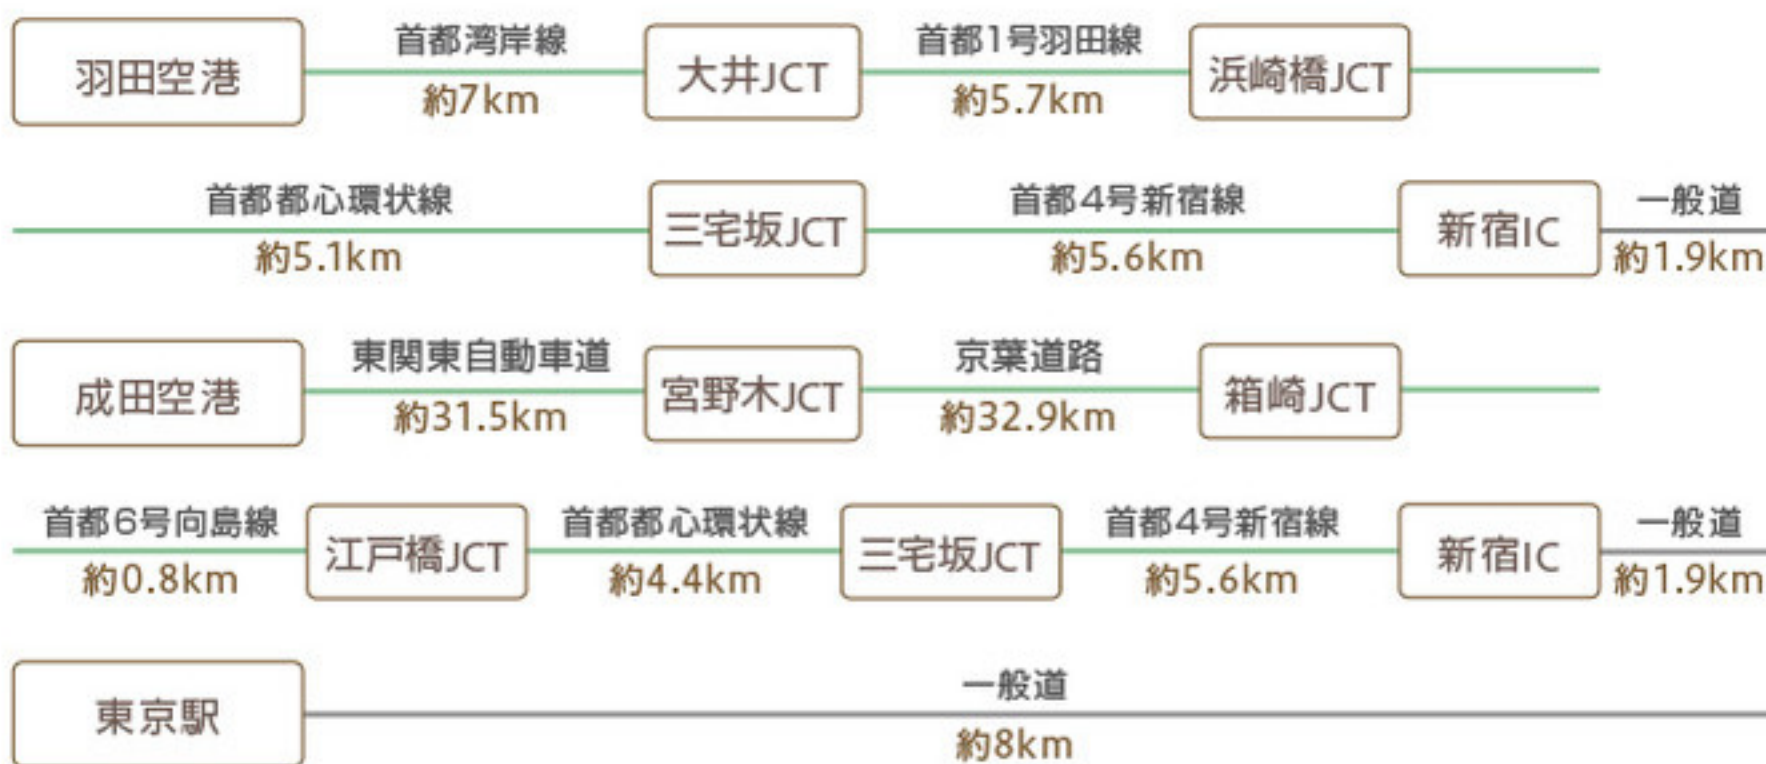 首都湾岸線 首都1号羽田線
羽田空港 大井JCT 浜崎橋JCT
約7km 約5.7km
首都都心環状線 首都4号新宿線 一般道
三宅坂JCT 新宿IC
約5.1km 約5.6km 約1.9km
東関東自動車道 京葉道路
成田空港 宮野木JCT 箱崎JCT
約31.5km 約32.9km
首都6号向島線 首都都心環状線 首都4号新宿線 一般道
江戸橋JCT 三宅坂JCT 新宿IC
約0.8km 約4.4km 約5.6km 約1.9km
一般道
東京駅
約8km